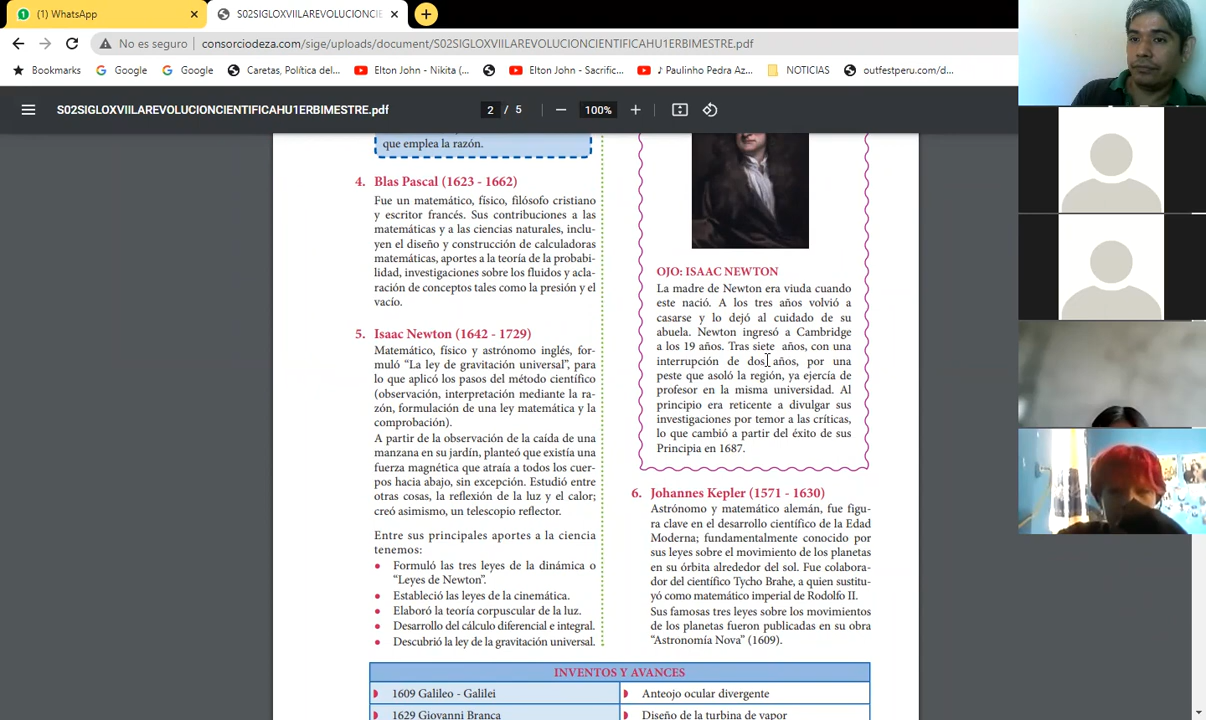 (1) WhatsApp
S02SIGLOXVIILAREVOLUCIONCIE
No es seguro
consorciodeza.com/sige/uploads/document/S02SIGLOXVIILAREVOLUCIONCIENTIFICAHU1ERBIMESTRE.pdf
Bookmarks
Google
Google
Caretas, Política del...
Elton John - Nikita (...
Elton John - Sacrific...
♪ Paulinho Pedra Az...
NOTICIAS
outfestperu.com/d...
S02SIGLOXVIILAREVOLUCIONCIENTIFICAHU1ERBIMESTRE.pdf
2 / 5
100%
que emplea la razón.
4. Blas Pascal (1623 - 1662)
Fue un matemático, físico, filósofo cristiano
y escritor francés. Sus contribuciones a las
matemáticas y a las ciencias naturales, inclu-
yen el diseño y construcción de calculadoras
matemáticas, aportes a la teoría de la probabi-
lidad, investigaciones sobre los fluidos y acla-
ración de conceptos tales como la presión y el
vacío.
5. Isaac Newton (1642 - 1729)
Matemático, físico y astrónomo inglés, for-
muló “La ley de gravitación universal”, para
lo que aplicó los pasos del método científico
(observación, interpretación mediante la ra-
zón, formulación de una ley matemática y la
comprobación).
A partir de la observación de la caída de una
manzana en su jardín, planteó que existía una
fuerza magnética que atraía a todos los cuer-
pos hacia abajo, sin excepción. Estudió entre
otras cosas, la reflexión de la luz y el calor;
creó asimismo, un telescopio reflector.
Entre sus principales aportes a la ciencia
tenemos:
• Formuló las tres leyes de la dinámica o
“Leyes de Newton”.
• Estableció las leyes de la cinemática.
• Elaboró la teoría corpuscular de la luz.
• Desarrollo del cálculo diferencial e integral.
• Descubrió la ley de la gravitación universal.
OJO: ISAAC NEWTON
La madre de Newton era viuda cuando
este nació. A los tres años volvió a
casarse y lo dejó al cuidado de su
abuela. Newton ingresó a Cambridge
a los 19 años. Tras siete años, con una
interrupción de dos años, por una
peste que asoló la región, ya ejercía de
profesor en la misma universidad. Al
principio era reticente a divulgar sus
investigaciones por temor a las críticas,
lo que cambió a partir del éxito de sus
Principia en 1687.
6. Johannes Kepler (1571 - 1630)
Astrónomo y matemático alemán, fue figu-
ra clave en el desarrollo científico de la Edad
Moderna; fundamentalmente conocido por
sus leyes sobre el movimiento de los planetas
en su órbita alrededor del sol. Fue colabora-
dor del científico Tycho Brahe, a quien sustitu-
yó como matemático imperial de Rodolfo II.
Sus famosas tres leyes sobre los movimientos
de los planetas fueron publicadas en su obra
“Astronomía Nova” (1609).
INVENTOS Y AVANCES
1609 Galileo - Galilei
Anteojo ocular divergente
1629 Giovanni Branca
Diseño de la turbina de vapor